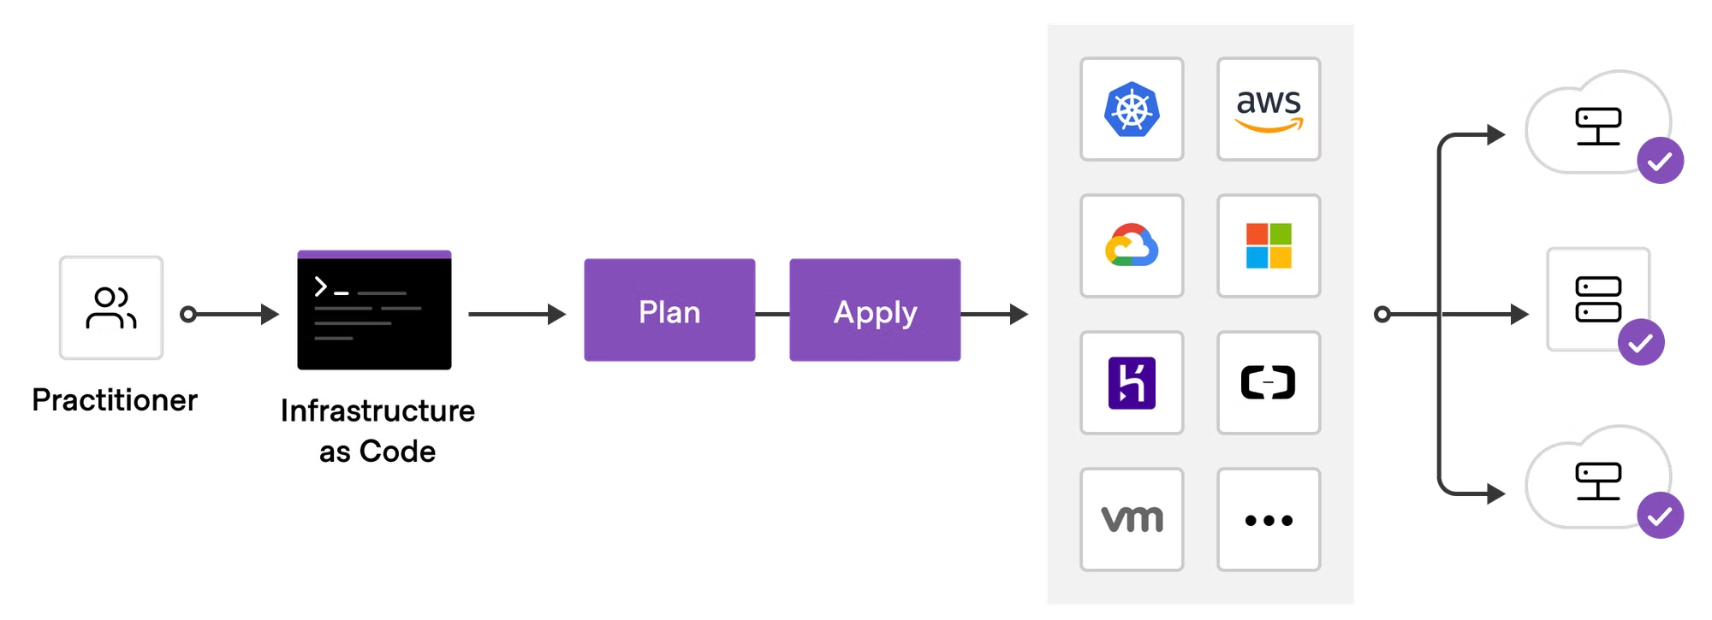 Practitioner
Infrastructure
as Code
Plan
Apply
aws
vm